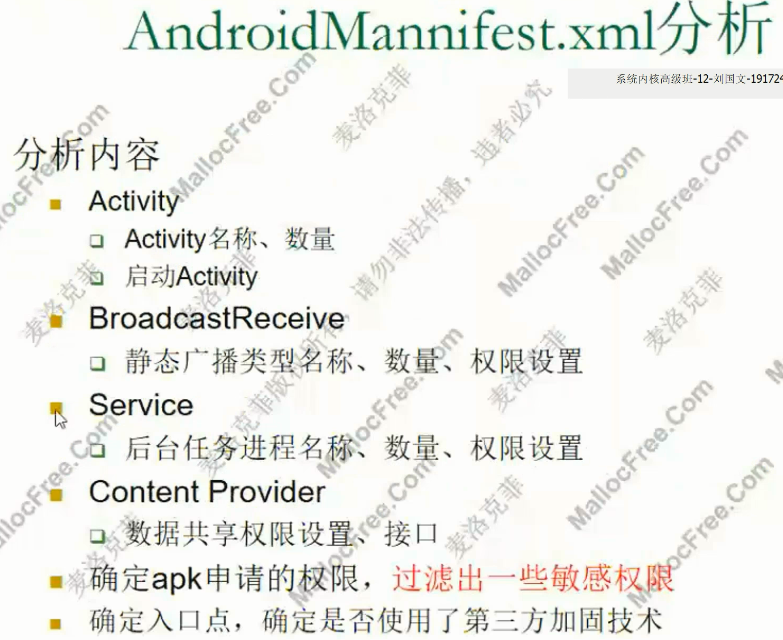 AndroidMannifest.xml分析
系统内核高级班-12-刘国文-191724
分析内容
Activity
Activity名称、数量
启动Activity
BroadcastReceive
静态广播类型名称、数量、权限设置
Service
后台任务进程名称、数量、权限设置
Content Provider
数据共享权限设置、接口
确定apk申请的权限，过滤出一些敏感权限
确定入口点，确定是否使用了第三方加固技术
麦洛克菲
MallocFree.Com
麦洛克菲版权所有，请勿非法传播，违者必究